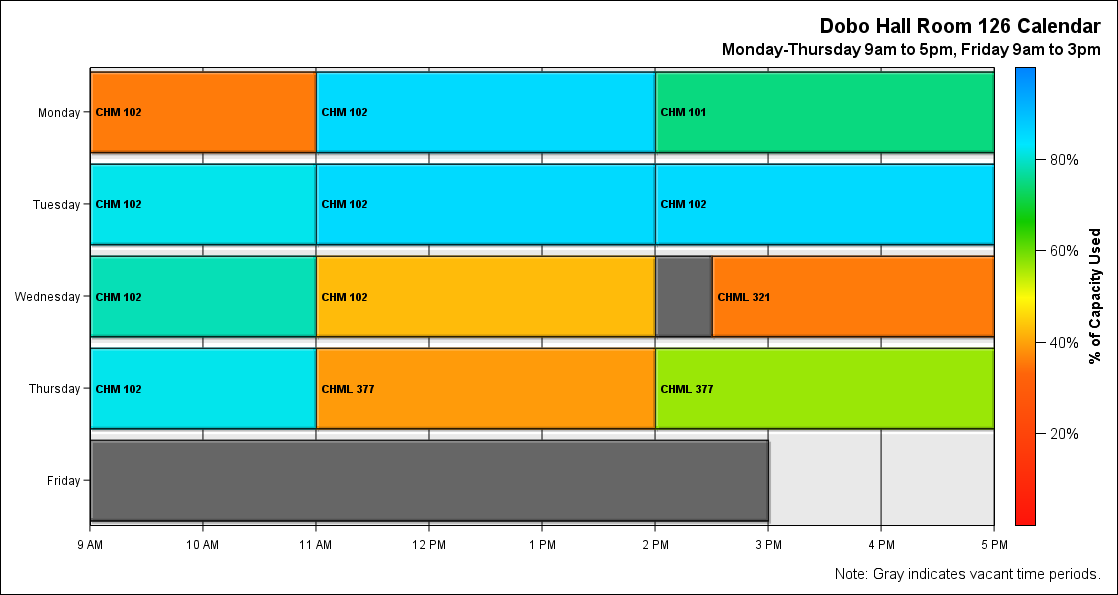 Dobo Hall Room 126 Calendar
Monday-Thursday 9am to 5pm, Friday 9am to 3pm
Monday
CHM 102
CHM 102
CHM 101
Tuesday
CHM 102
CHM 102
CHM 102
Wednesday
CHM 102
CHM 102
CHML 321
Thursday
CHM 102
CHML 377
CHML 377
Friday
9 AM
10 AM
11 AM
12 PM
1 PM
2 PM
3 PM
4 PM
5 PM
80%
60%
40%
20%
% of Capacity Used
Note: Gray indicates vacant time periods.